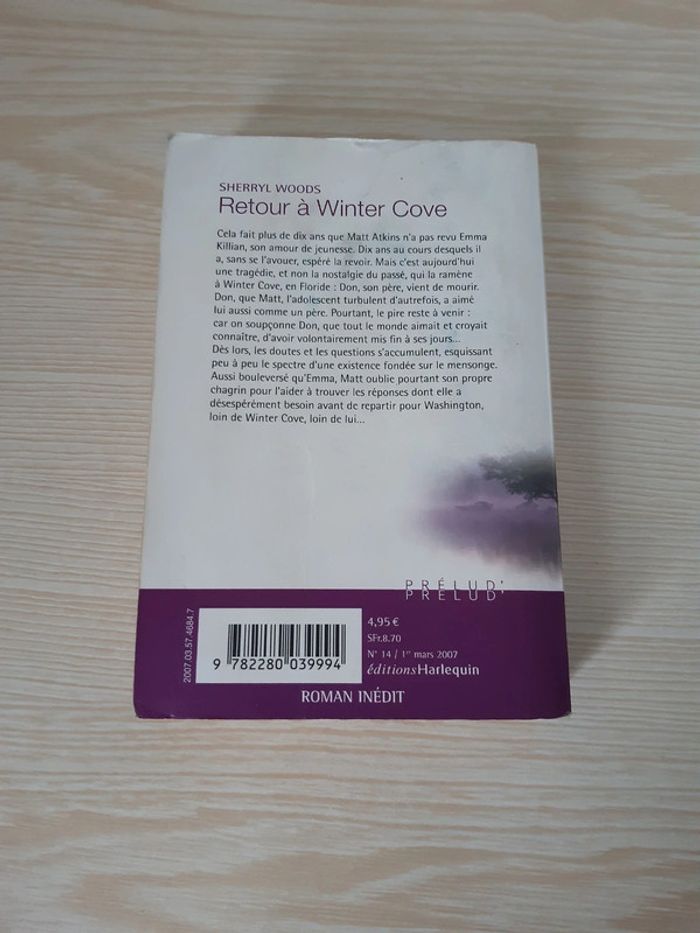 SHERRYL WOODS
Retour à Winter Cove
Cela fait plus de dix ans que Matt Atkins n'a pas revu Emma
Killian, son amour de jeunesse. Dix ans au cours desquels il
a, sans se l'avouer, espéré la revoir. Mais c'est aujourd'hui
une tragédie, et non la nostalgie du passé, qui la ramène
à Winter Cove, en Floride : Don, son père, vient de mourir.
Don, que Matt, l'adolescent turbulent d'autrefois, a aimé
lui aussi comme un père. Pourtant, le pire reste à venir :
car on soupçonne Don, que tout le monde aimait et croyait
connaître, d'avoir volontairement mis fin à ses jours...
Dès lors, les doutes et les questions s'accumulent, esquissant
peu à peu le spectre d'une existence fondée sur le mensonge.
Aussi bouleversé qu'Emma, Matt oublie pourtant son propre
chagrin pour l'aider à trouver les réponses dont elle a
désespérément besoin avant de repartir pour Washington,
loin de Winter Cove, loin de lui...
PRÉLUD'
PRELUD'
2007.03.57.4684.7
9 782280 039994
4,95 €
SFr.8.70
N° 14 / 1er mars 2007
éditionsHarlequin
ROMAN INÉDIT